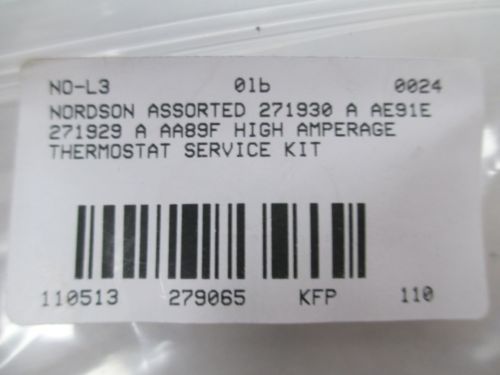 NO-L3 01b 0024
NORDSON ASSORTED 271930 A AE91E
271929 A AA89F HIGH AMPERAGE
THERMOSTAT SERVICE KIT
110513 279065 KFP 110